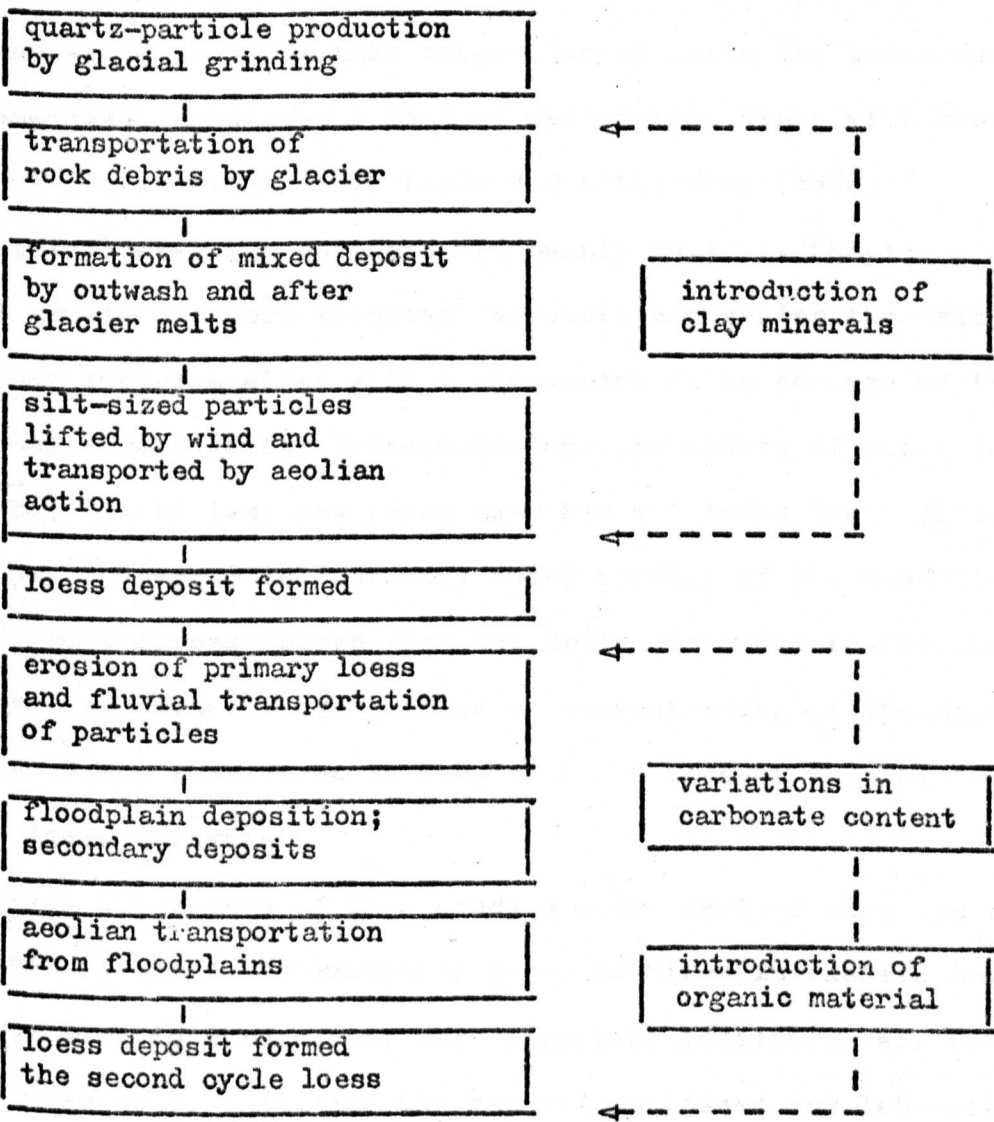 quartz-particle production
by glacial grinding
transportation of
rock debris by glacier
formation of mixed deposit
by outwash and after
glacier melts
introduction of
clay minerals
silt-sized particles
lifted by wind and
transported by aeolian
action
loess deposit formed
erosion of primary loess
and fluvial transportation
of particles
variations in
carbonate content
floodplain deposition;
secondary deposits
aeolian transportation
from floodplains
introduction of
organic material
loess deposit formed
the second cycle loess